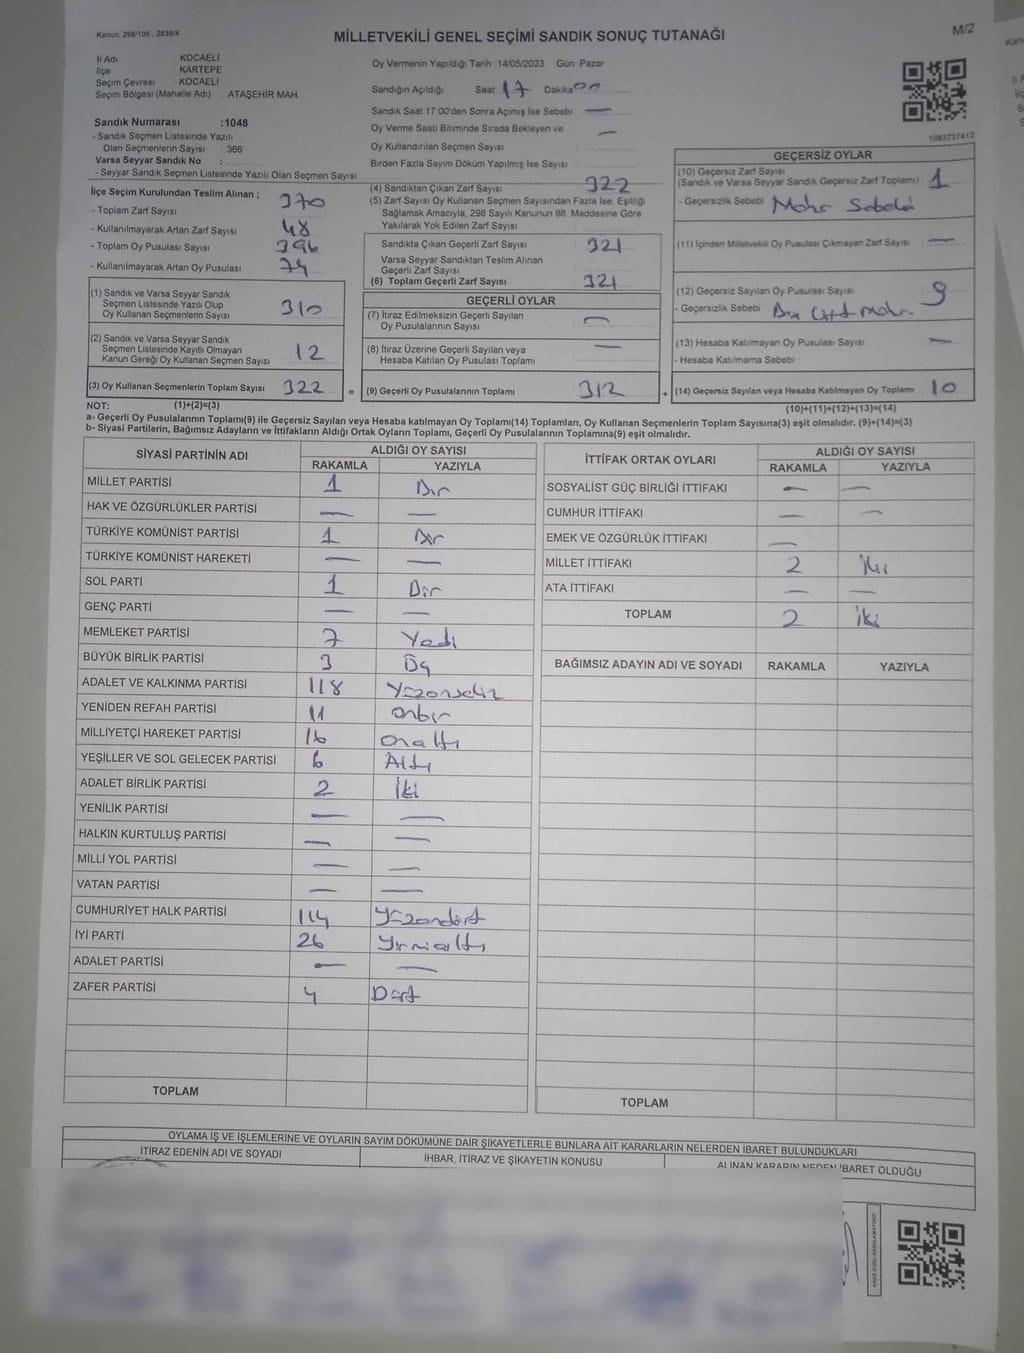 Kanun, 298/105 , 2839/4
MİLLETVEKİLİ GENEL SEÇİMİ SANDIK SONUÇ TUTANAĞI
M/2
İl Adı : KOCAELİ
İlçe : KARTEPE
Seçim Çevresi : KOCAELİ
Seçim Bölgesi (Mahalle Adı) : ATAŞEHİR MAH.
Sandık Numarası :1048
- Sandık Seçmen Listesinde Yazılı
Olan Seçmenlerin Sayısı : 366
Varsa Seyyar Sandık No :
- Seyyar Sandık Seçmen Listesinde Yazılı Olan Seçmen Sayısı:
İlçe Seçim Kurulundan Teslim Alınan ;
- Toplam Zarf Sayısı 370
- Kullanılmayarak Artan Zarf Sayısı 48
- Toplam Oy Pusulası Sayısı 396
- Kullanılmayarak Artan Oy Pusulası 74
(1) Sandık ve Varsa Seyyar Sandık
Seçmen Listesinde Yazılı Olup
Oy Kullanan Seçmenlerin Sayısı 310
(2) Sandık ve Varsa Seyyar Sandık
Seçmen Listesinde Kayıtlı Olmayan
Kanun Gereği Oy Kullanan Seçmen Sayısı 12
(3) Oy Kullanan Seçmenlerin Toplam Sayısı 322 =
(1)+(2)=(3)
Oy Vermenin Yapıldığı Tarih :14/05/2023 Gün: Pazar
Sandığın Açıldığı Saat: 17 Dakika: 00
Sandık Saat 17:00'den Sonra Açılmış İse Sebebi : —
Oy Verme Saati Bitiminde Sırada Bekleyen ve —
Oy Kullandırılan Seçmen Sayısı
Birden Fazla Sayım Döküm Yapılmış İse Sayısı
(4) Sandıktan Çıkan Zarf Sayısı 322
(5) Zarf Sayısı Oy Kullanan Seçmen Sayısından Fazla İse, Eşitliği
Sağlamak Amacıyla, 298 Sayılı Kanunun 98. Maddesine Göre
Yakılarak Yok Edilen Zarf Sayısı
Sandıkta Çıkan Geçerli Zarf Sayısı 321
Varsa Seyyar Sandıktan Teslim Alınan
Geçerli Zarf Sayısı
(6) Toplam Geçerli Zarf Sayısı 321
GEÇERLİ OYLAR
(7) İtiraz Edilmeksizin Geçerli Sayılan —
Oy Pusulalarının Sayısı
(8) İtiraz Üzerine Geçerli Sayılan veya —
Hesaba Katılan Oy Pusulası Toplamı
(9) Geçerli Oy Pusulalarının Toplamı 312 +
1083737412
GEÇERSİZ OYLAR
(10) Geçersiz Zarf Sayısı 1
(Sandık ve Varsa Seyyar Sandık Geçersiz Zarf Toplamı)
- Geçersizlik Sebebi :
(11) İçinden Milletvekili Oy Pusulası Çıkmayan Zarf Sayısı —
(12) Geçersiz Sayılan Oy Pusulası Sayısı 9
- Geçersizlik Sebebi :
(13) Hesaba Katılmayan Oy Pusulası Sayısı —
- Hesaba Katılmama Sebebi :
(14) Geçersiz Sayılan veya Hesaba Katılmayan Oy Toplamı 10
(10)+(11)+(12)+(13)=(14)
NOT:
a- Geçerli Oy Pusulalarının Toplamı(9) ile Geçersiz Sayılan veya Hesaba katılmayan Oy Toplamı(14) Toplamları, Oy Kullanan Seçmenlerin Toplam Sayısına(3) eşit olmalıdır. (9)+(14)=(3)
b- Siyasi Partilerin, Bağımsız Adayların ve İttifakların Aldığı Ortak Oyların Toplamı, Geçerli Oy Pusulalarının Toplamına(9) eşit olmalıdır.
SİYASİ PARTİNİN ADI ALDIĞI OY SAYISI
RAKAMLA YAZIYLA
MİLLET PARTİSİ 1 Bir
HAK VE ÖZGÜRLÜKLER PARTİSİ — —
TÜRKİYE KOMÜNİST PARTİSİ 1 Bir
TÜRKİYE KOMÜNİST HAREKETİ — —
SOL PARTİ 1 Bir
GENÇ PARTİ — —
MEMLEKET PARTİSİ 7 Yedi
BÜYÜK BİRLİK PARTİSİ 3 Üç
ADALET VE KALKINMA PARTİSİ 118 Yüzonsekiz
YENİDEN REFAH PARTİSİ 11 onbir
MİLLİYETÇİ HAREKET PARTİSİ 16 onaltı
YEŞİLLER VE SOL GELECEK PARTİSİ 6 Altı
ADALET BİRLİK PARTİSİ 2 İki
YENİLİK PARTİSİ — —
HALKIN KURTULUŞ PARTİSİ — —
MİLLİ YOL PARTİSİ — —
VATAN PARTİSİ — —
CUMHURİYET HALK PARTİSİ 114 Yüzondört
İYİ PARTİ 26 Yirmialtı
ADALET PARTİSİ — —
ZAFER PARTİSİ 4 Dört
TOPLAM
İTTİFAK ORTAK OYLARI ALDIĞI OY SAYISI
RAKAMLA YAZIYLA
SOSYALİST GÜÇ BİRLİĞİ İTTİFAKI — —
CUMHUR İTTİFAKI — —
EMEK VE ÖZGÜRLÜK İTTİFAKI —
MİLLET İTTİFAKI 2 İki
ATA İTTİFAKI — —
TOPLAM 2 İki
BAĞIMSIZ ADAYIN ADI VE SOYADI RAKAMLA YAZIYLA
TOPLAM
OYLAMA İŞ VE İŞLEMLERİNE VE OYLARIN SAYIM DÖKÜMÜNE DAİR ŞİKAYETLERLE BUNLARA AİT KARARLARIN NELERDEN İBARET BULUNDUKLARI
İTİRAZ EDENİN ADI VE SOYADI İHBAR, İTİRAZ VE ŞİKAYETİN KONUSU ALINAN KARARIN NEDEN İBARET OLDUĞU